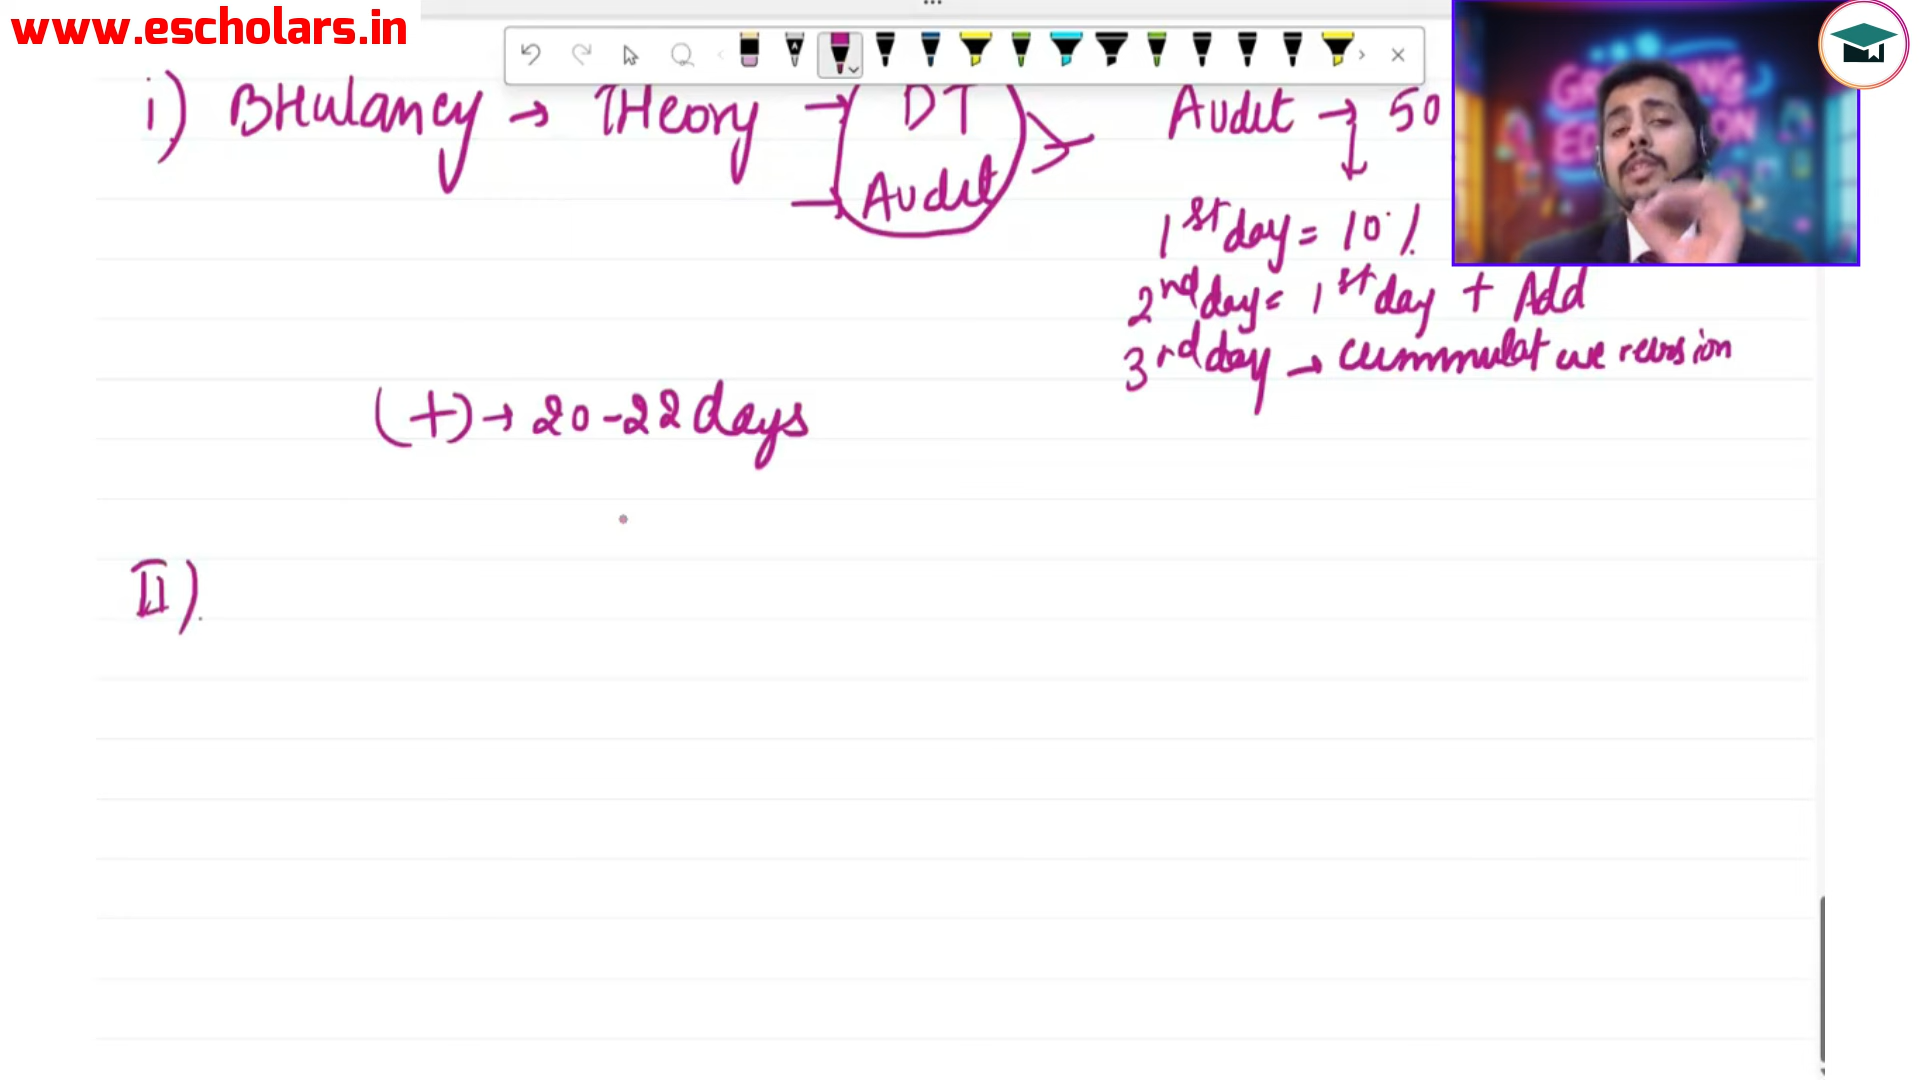 www.escholars.in
i) BHulancy → THeory → DT
Audit
Audit → 50
1st day = 10%
2nd day = 1st day + Add
3rd day → cummulative revision
(+) → 20-22 days
II).